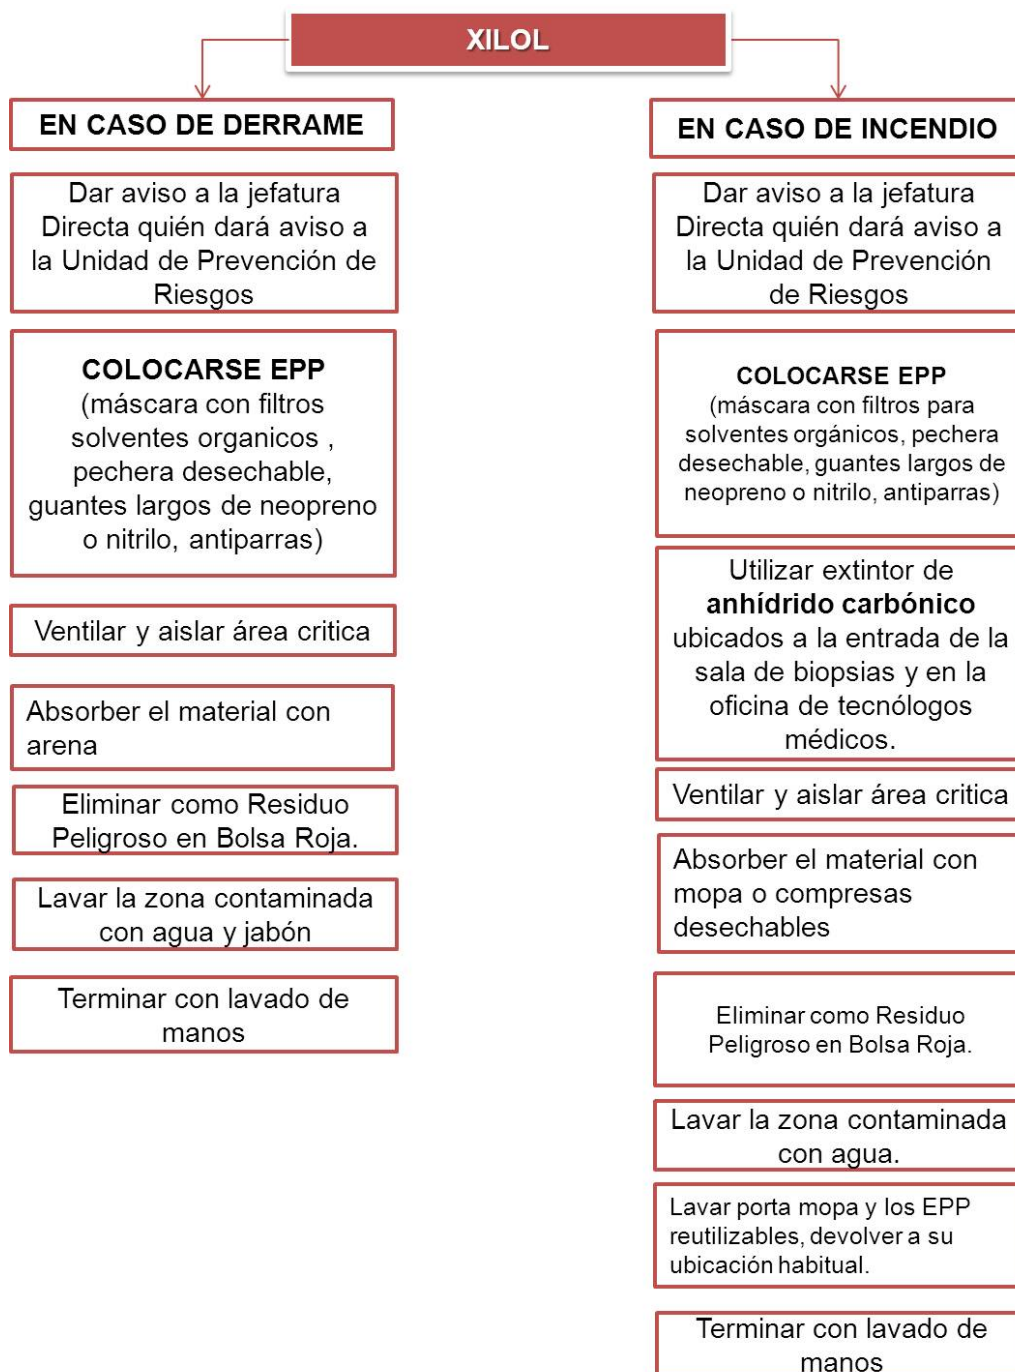 XILOL
EN CASO DE DERRAME
Dar aviso a la jefatura
Directa quién dará aviso a
la Unidad de Prevención de
Riesgos
COLOCARSE EPP
(máscara con filtros
solventes organicos ,
pechera desechable,
guantes largos de neopreno
o nitrilo, antiparras)
Ventilar y aislar área critica
Absorber el material con
arena
Eliminar como Residuo
Peligroso en Bolsa Roja.
Lavar la zona contaminada
con agua y jabón
Terminar con lavado de
manos
EN CASO DE INCENDIO
Dar aviso a la jefatura
Directa quién dará aviso a
la Unidad de Prevención
de Riesgos
COLOCARSE EPP
(máscara con filtros para
solventes orgánicos, pechera
desechable, guantes largos de
neopreno o nitrilo, antiparras)
Utilizar extintor de
anhídrido carbónico
ubicados a la entrada de la
sala de biopsias y en la
oficina de tecnólogos
médicos.
Ventilar y aislar área critica
Absorber el material con
mopa o compresas
desechables
Eliminar como Residuo
Peligroso en Bolsa Roja.
Lavar la zona contaminada
con agua.
Lavar porta mopa y los EPP
reutilizables, devolver a su
ubicación habitual.
Terminar con lavado de
manos